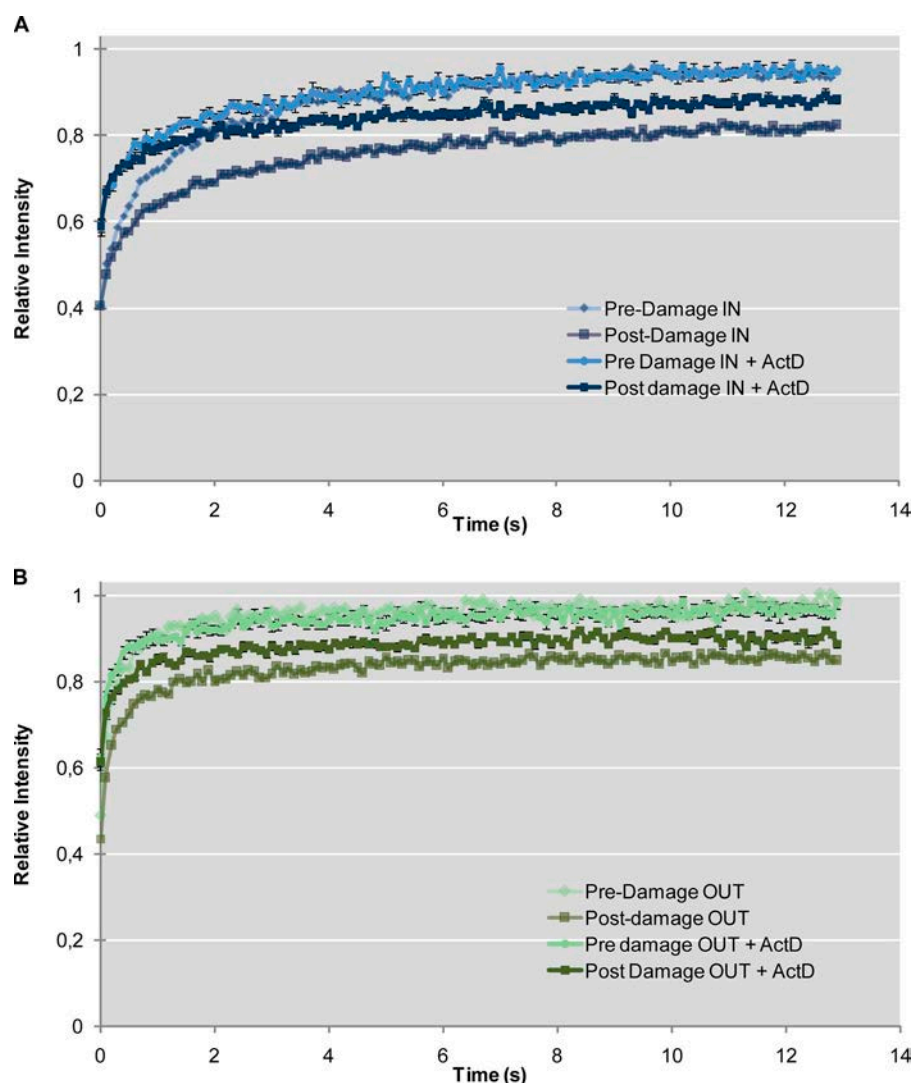 A
1
0,8
0,6
0,4
0,2
0
Relative Intensity
Pre-Damage IN
Post-Damage IN
Pre Damage IN + ActD
Post damage IN + ActD
0 2 4 6 8 10 12 14
Time (s)
B
1
0,8
0,6
0,4
0,2
0
Relative Intensity
Pre-Damage OUT
Post-damage OUT
Pre damage OUT + ActD
Post Damage OUT + ActD
0 2 4 6 8 10 12 14
Time (s)